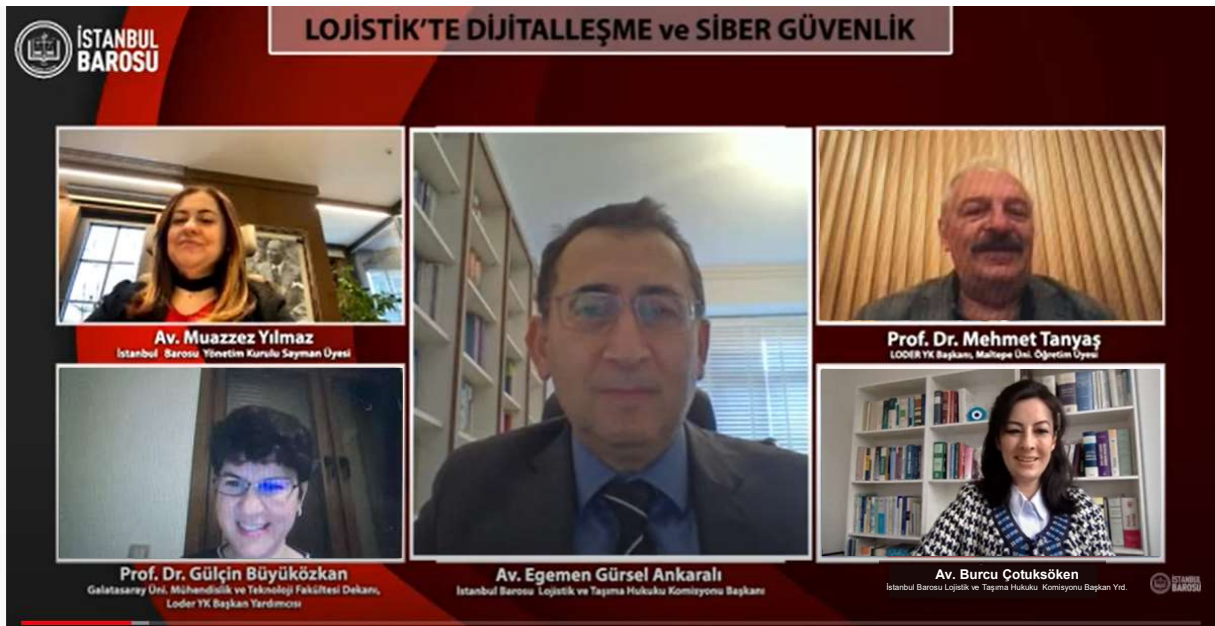 İSTANBUL
BAROSU
LOJİSTİK'TE DİJİTALLEŞME ve SİBER GÜVENLİK
Av. Muazzez Yılmaz
İstanbul Barosu Yönetim Kurulu Sayman Üyesi
Prof. Dr. Mehmet Tanyaş
LODER YK Başkanı, Maltepe Üni. Öğretim Üyesi
Prof. Dr. Gülçin Büyüközkan
Galatasaray Üni. Mühendislik ve Teknoloji Fakültesi Dekanı,
Loder YK Başkan Yardımcısı
Av. Egemen Gürsel Ankaralı
İstanbul Barosu Lojistik ve Taşıma Hukuku Komisyonu Başkanı
Av. Burcu Çotuksöken
İstanbul Barosu Lojistik ve Taşıma Hukuku Komisyonu Başkan Yrd.
İSTANBUL
BAROSU